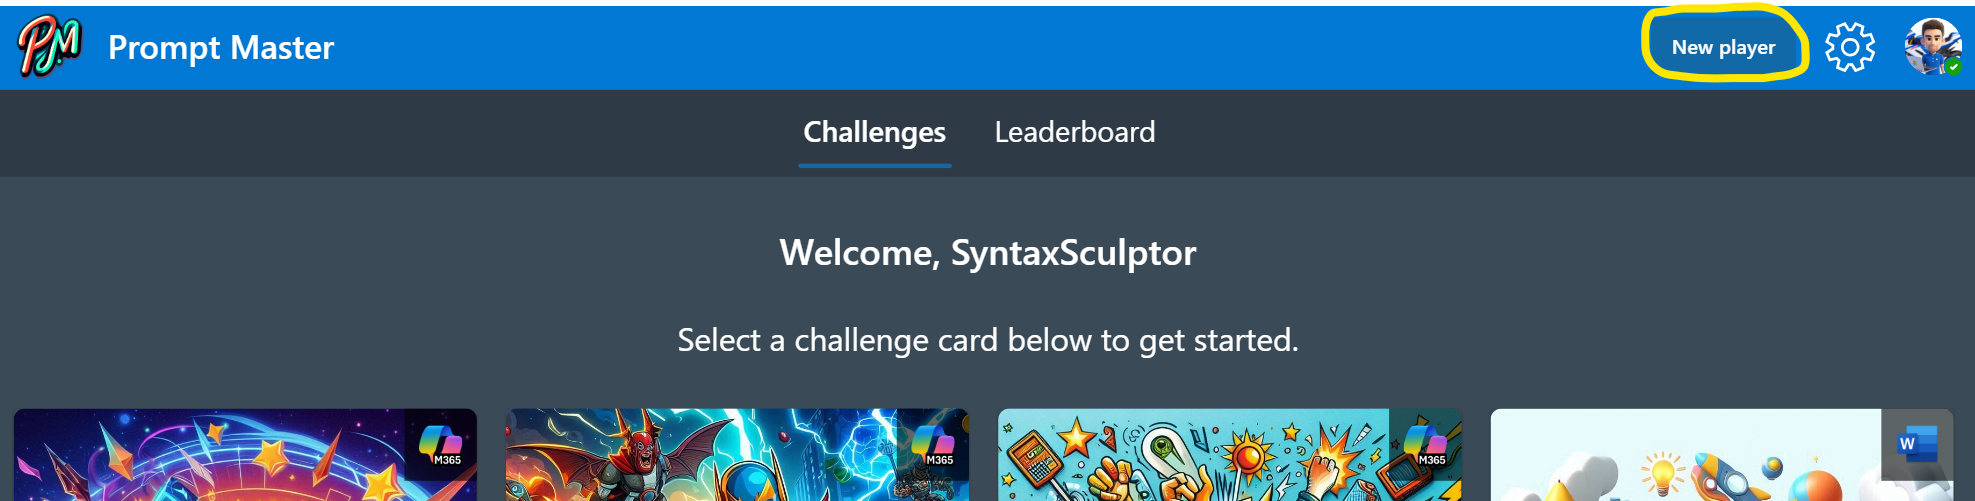 PM Prompt Master
New player
Challenges Leaderboard
Welcome, SyntaxSculptor
Select a challenge card below to get started.
M365 M365 M365 W